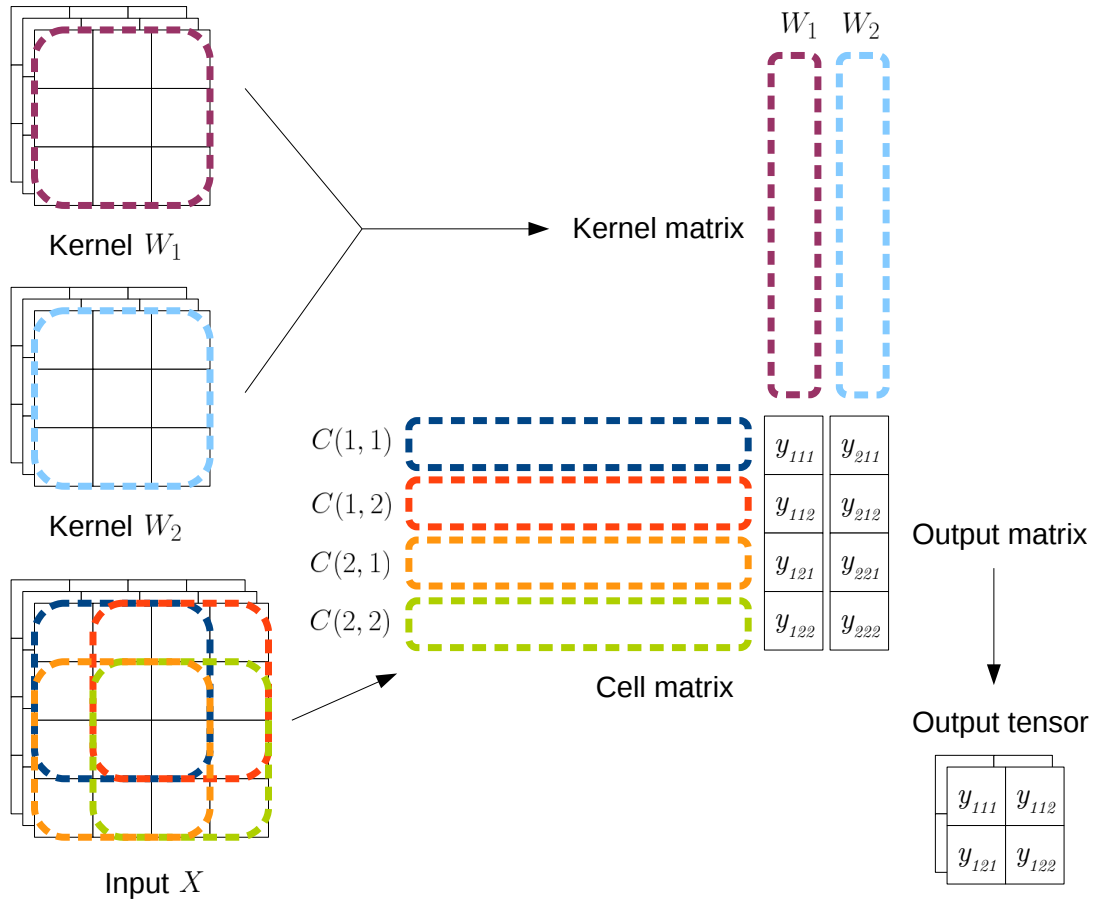 W₁ W₂
Kernel W₁
Kernel matrix
Kernel W₂
C(1, 1) y₁₁₁ y₂₁₁
C(1, 2) y₁₁₂ y₂₁₂
C(2, 1) y₁₂₁ y₂₂₁
C(2, 2) y₁₂₂ y₂₂₂
Output matrix
Cell matrix
Output tensor
y₁₁₁ y₁₁₂
y₁₂₁ y₁₂₂
Input X